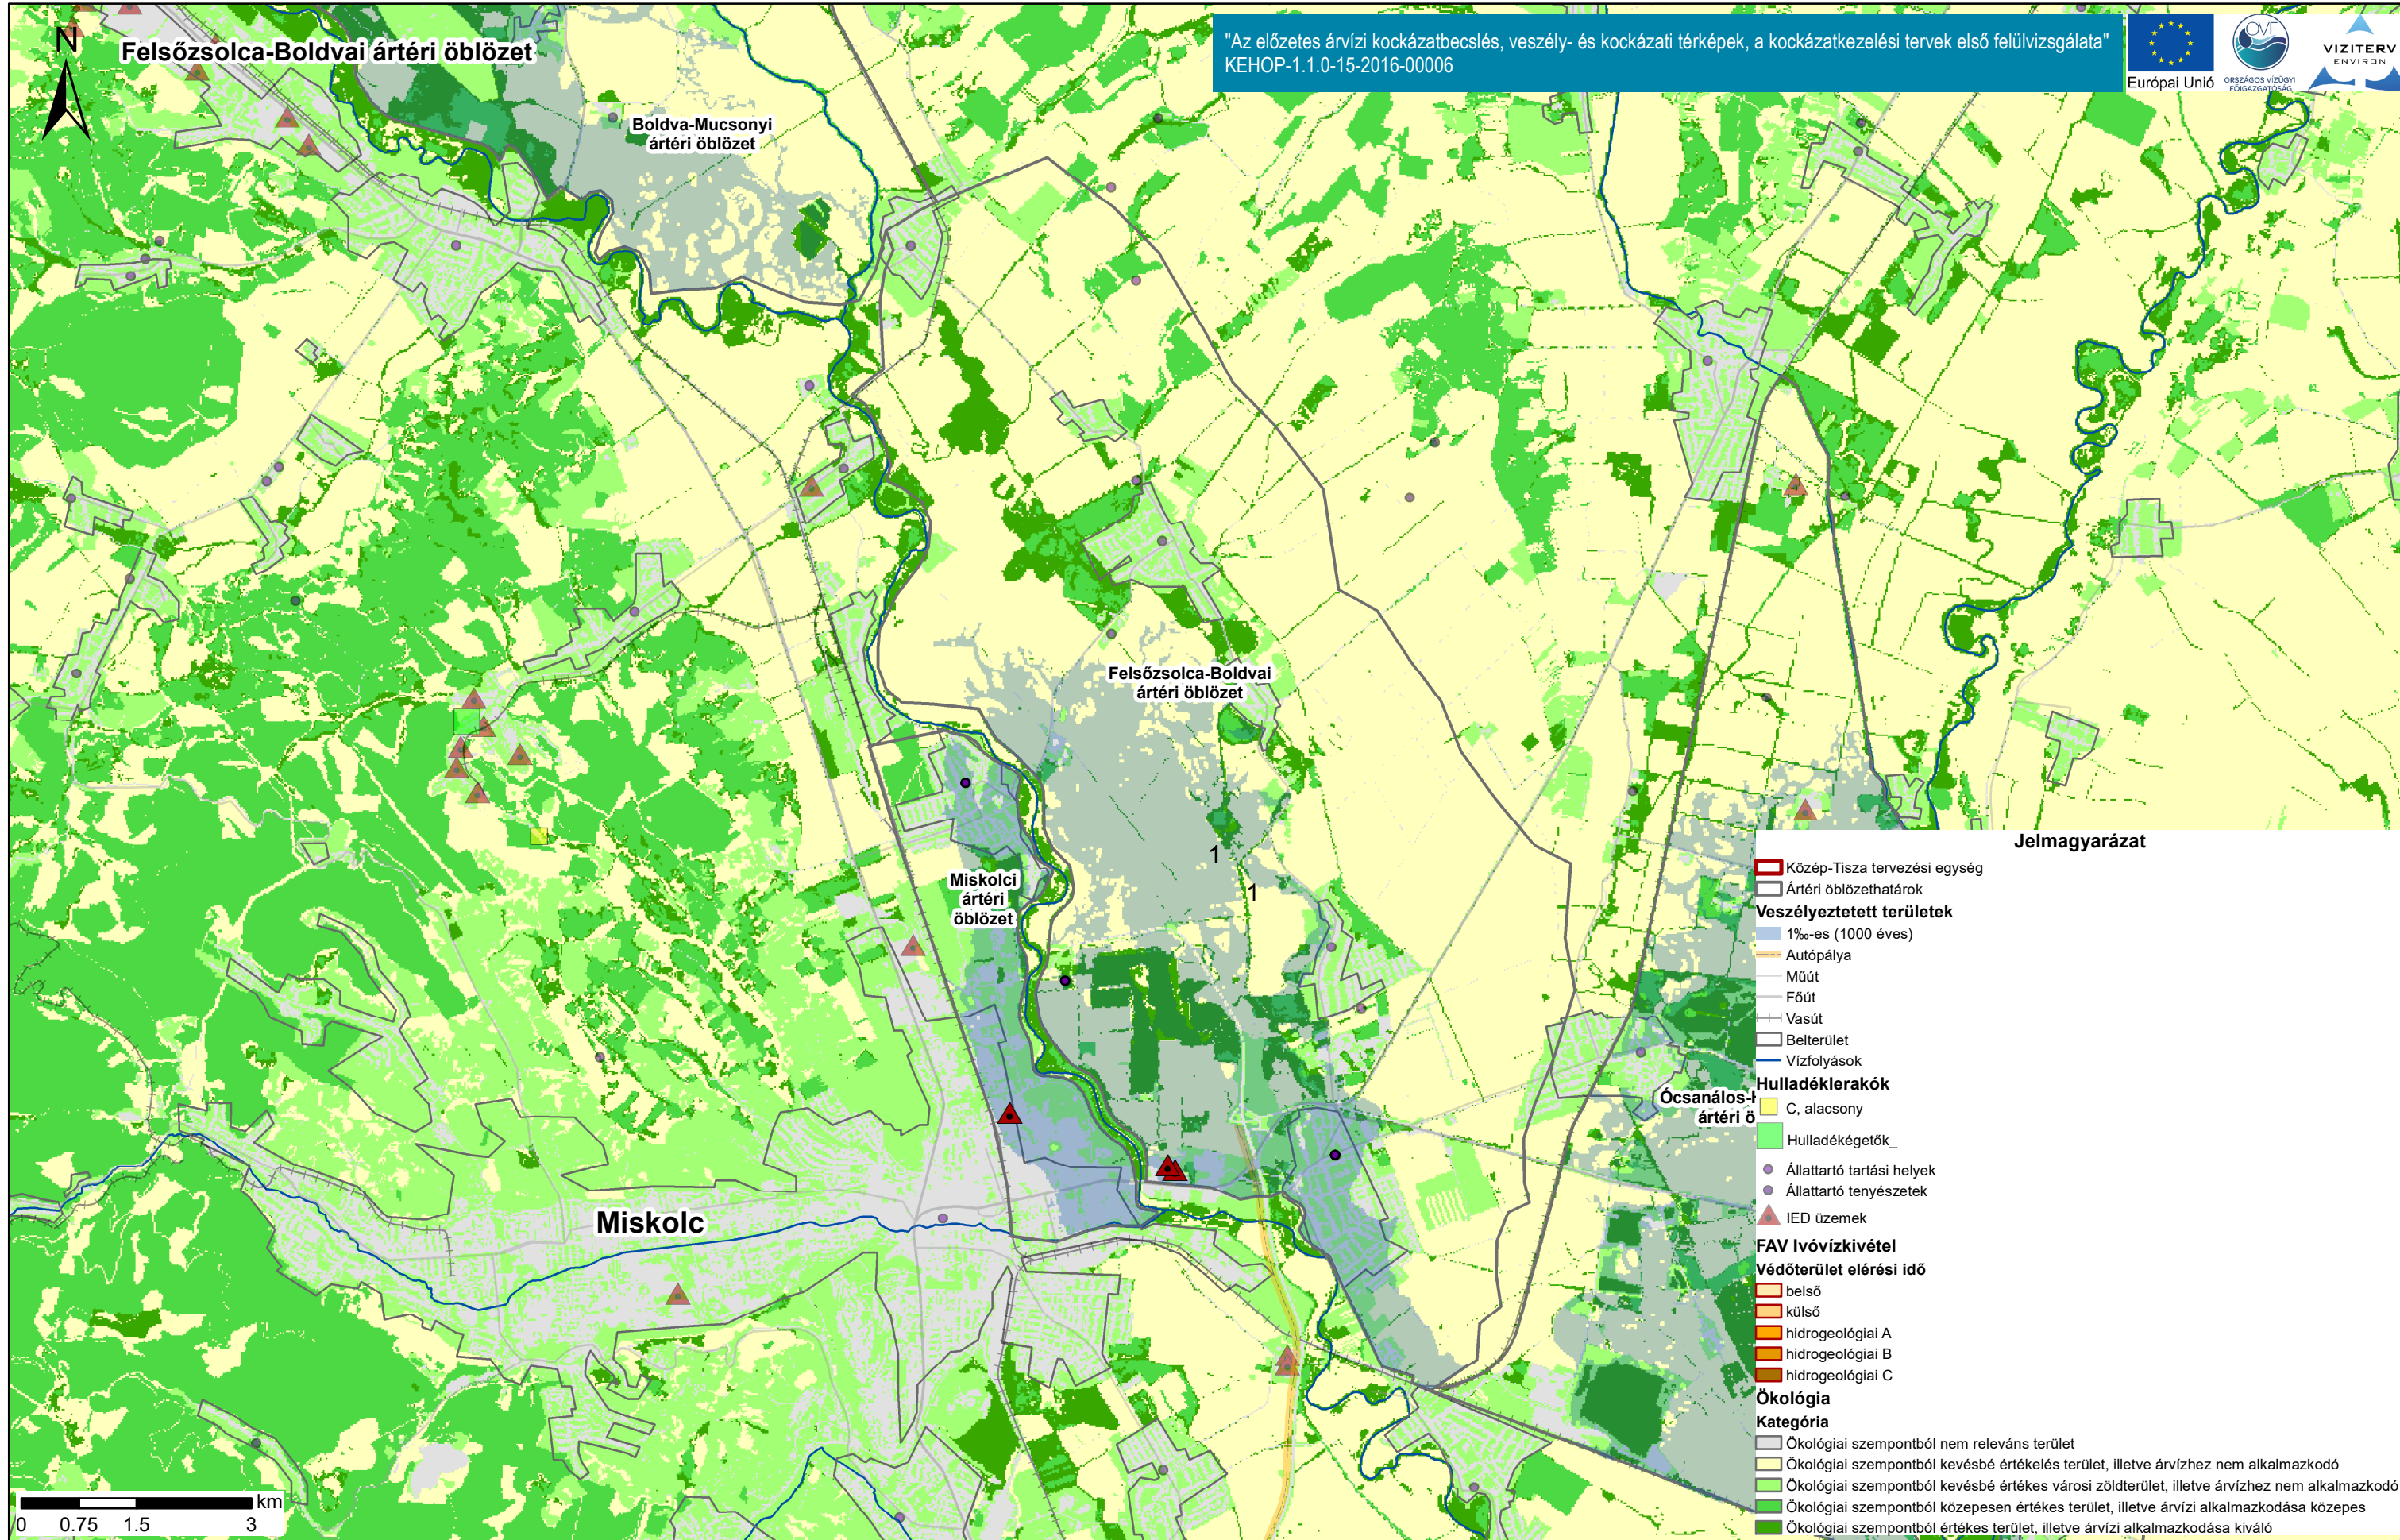 N
Felsőzsolca-Boldvai ártéri öblözet
"Az előzetes árvízi kockázatbecslés, veszély- és kockázati térképek, a kockázatkezelési tervek első felülvizsgálata"
KEHOP-1.1.0-15-2016-00006
Európai Unió
OVF
ORSZÁGOS VÍZÜGYI
FŐIGAZGATÓSÁG
VIZITERV
ENVIRON
Boldva-Mucsonyi
ártéri öblözet
Felsőzsolca-Boldvai
ártéri öblözet
1
1
Miskolci
ártéri
öblözet
Miskolc
Ócsanálos-
ártéri ö
Jelmagyarázat
Közép-Tisza tervezési egység
Ártéri öblözethatárok
Veszélyeztetett területek
1‰-es (1000 éves)
Autópálya
Műút
Főút
Vasút
Belterület
Vízfolyások
Hulladéklerakók
C, alacsony
Hulladékégetők_
Állattartó tartási helyek
Állattartó tenyészetek
IED üzemek
FAV Ivóvízkivétel
Védőterület elérési idő
belső
külső
hidrogeológiai A
hidrogeológiai B
hidrogeológiai C
Ökológia
Kategória
Ökológiai szempontból nem releváns terület
Ökológiai szempontból kevésbé értékelés terület, illetve árvízhez nem alkalmazkodó
Ökológiai szempontból kevésbé értékes városi zöldterület, illetve árvízhez nem alkalmazkodó
Ökológiai szempontból közepesen értékes terület, illetve árvízi alkalmazkodása közepes
Ökológiai szempontból értékes terület, illetve árvízi alkalmazkodása kiváló
km
0 0.75 1.5 3